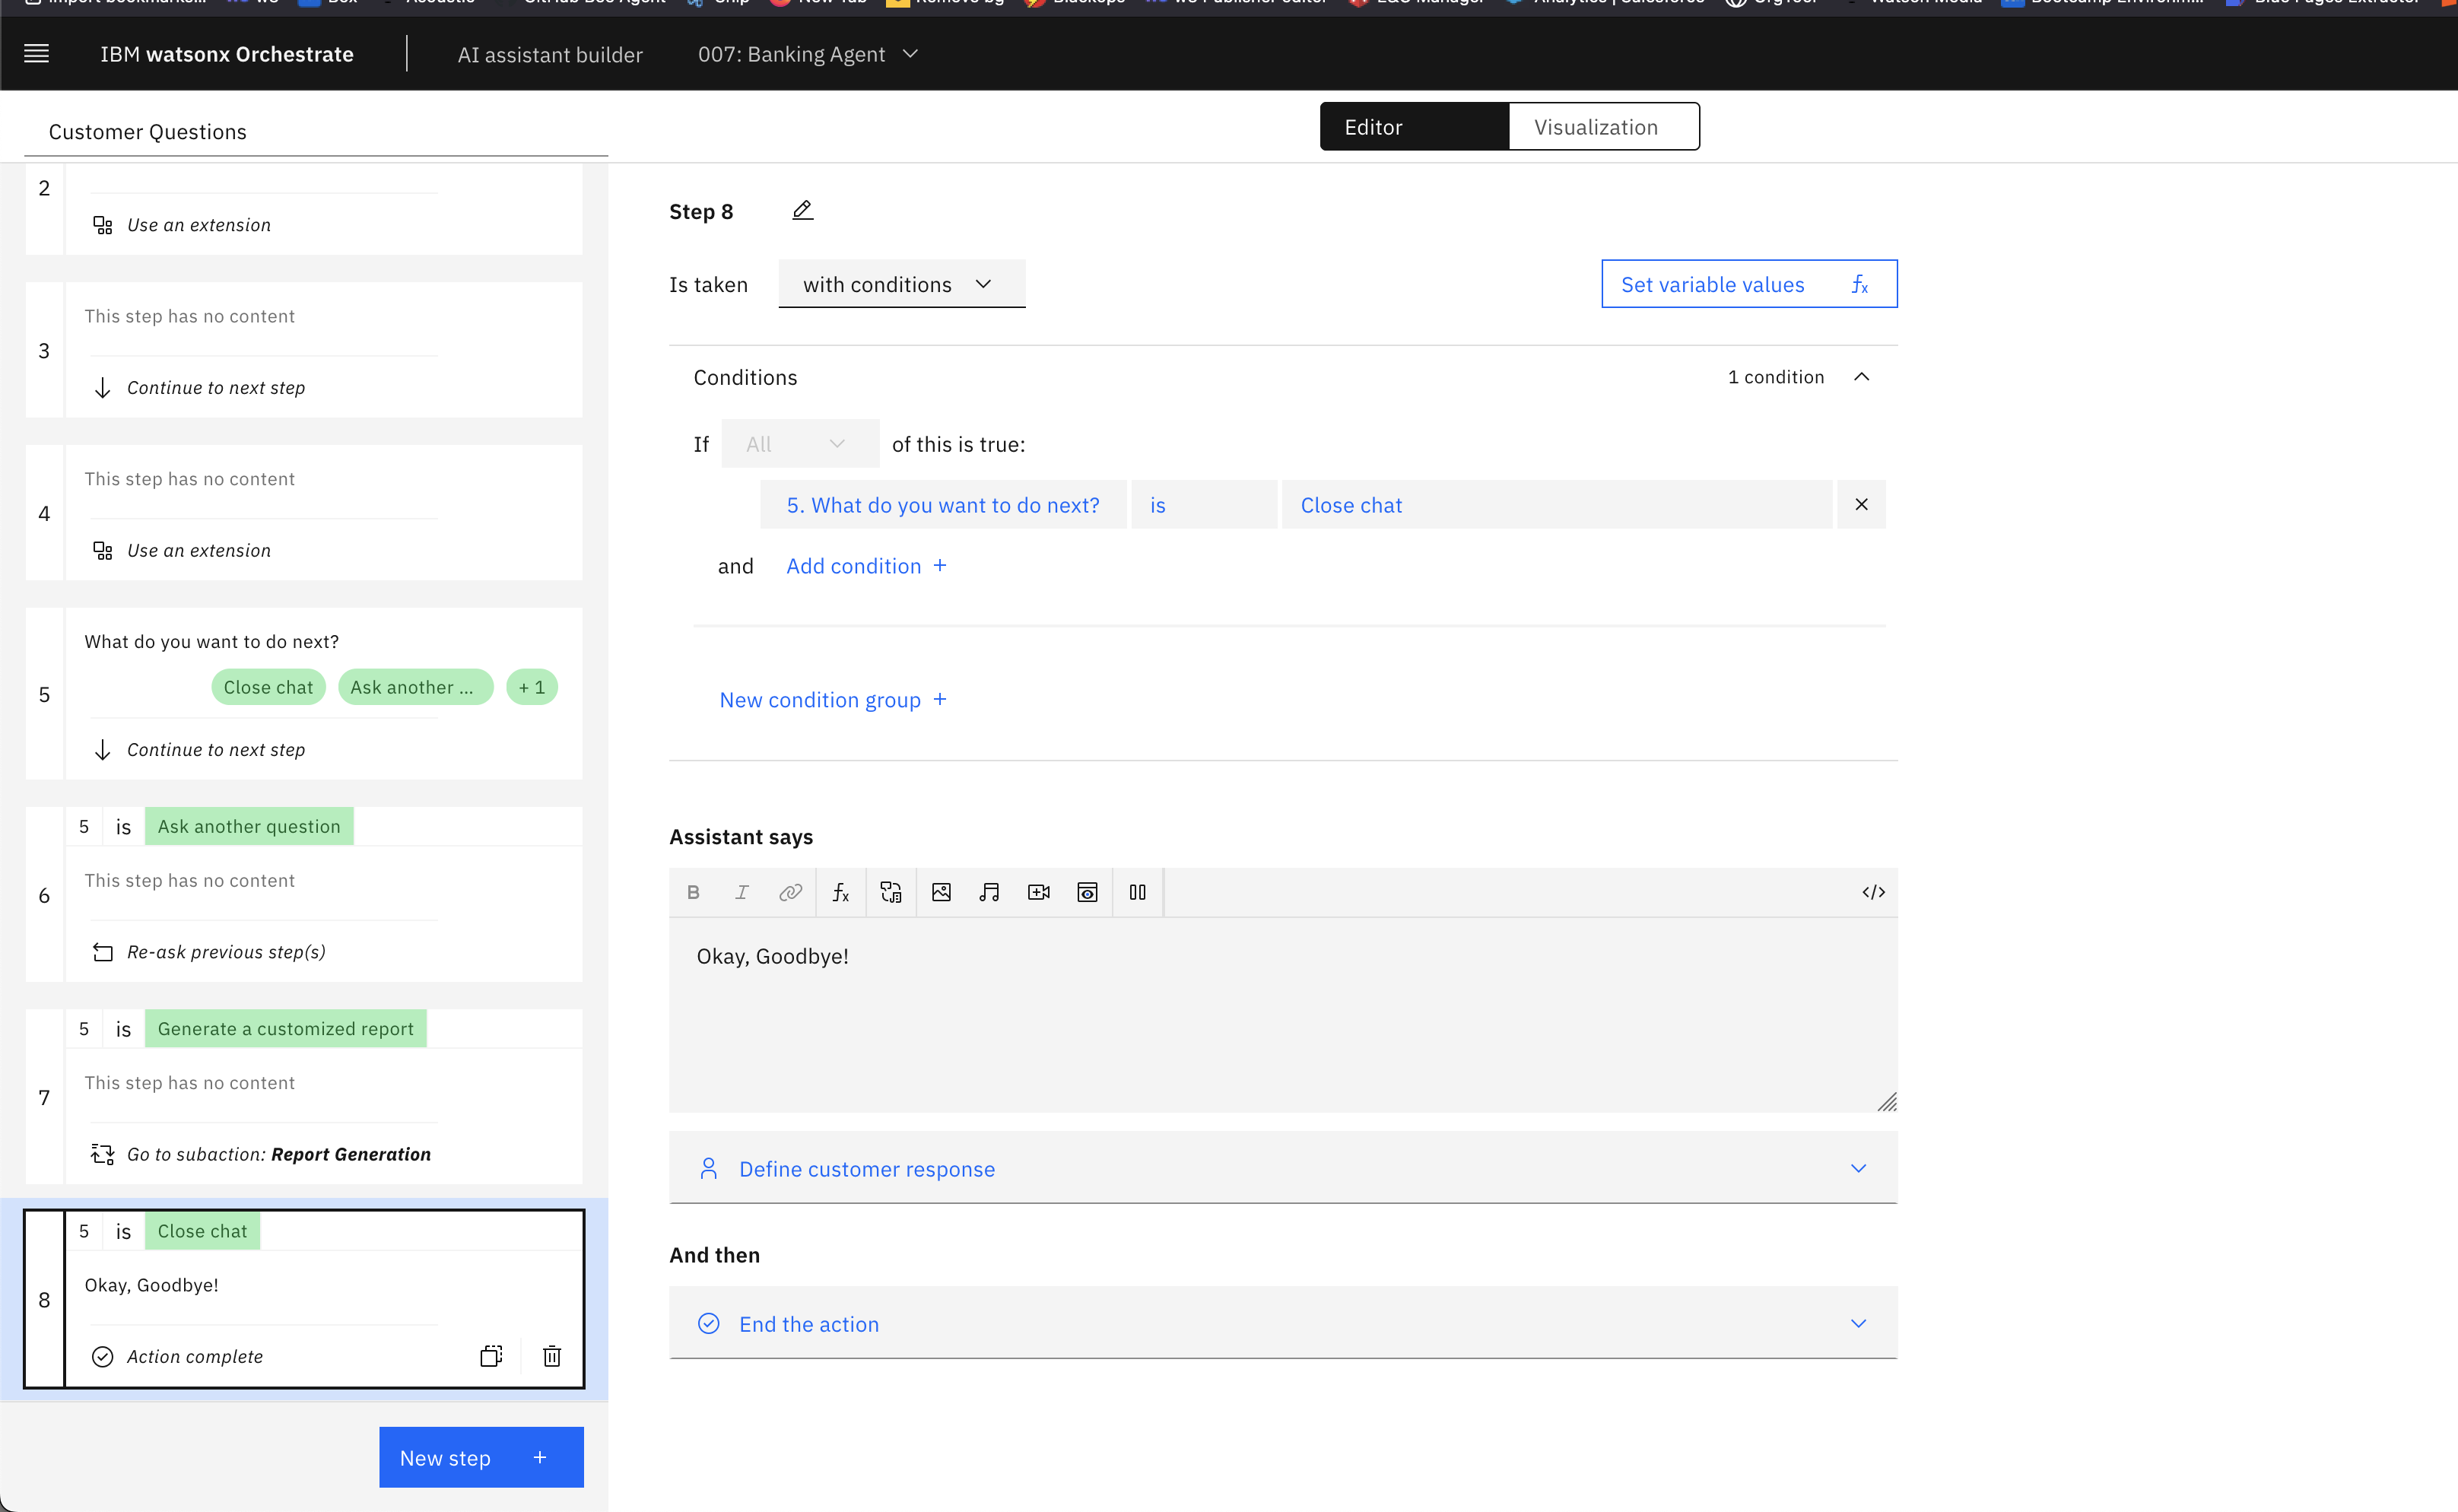 IBM watsonx Orchestrate
AI assistant builder
007: Banking Agent
Customer Questions
Editor
Visualization
2
Use an extension
3
This step has no content
Continue to next step
4
This step has no content
Use an extension
5
What do you want to do next?
Close chat
Ask another ...
+ 1
Continue to next step
5 is Ask another question
6
This step has no content
Re-ask previous step(s)
5 is Generate a customized report
7
This step has no content
Go to subaction: Report Generation
5 is Close chat
8
Okay, Goodbye!
Action complete
New step +
Step 8
Is taken
with conditions
Set variable values fx
Conditions
1 condition
If All of this is true:
5. What do you want to do next? is Close chat
and Add condition +
New condition group +
Assistant says
B I fx </>
Okay, Goodbye!
Define customer response
And then
End the action